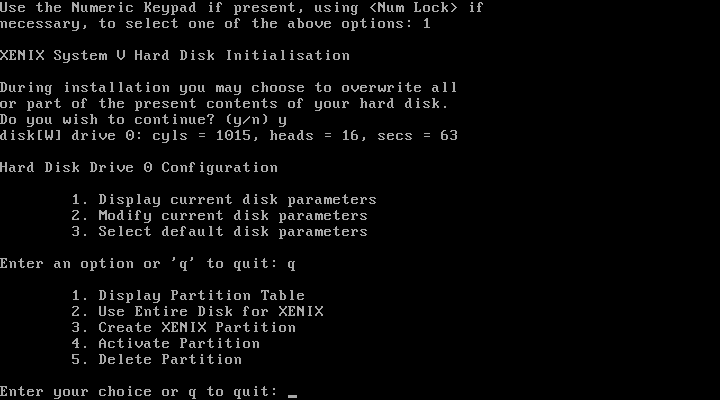 Use the Numeric Keypad if present, using <Num Lock> if
necessary, to select one of the above options: 1
XENIX System V Hard Disk Initialisation
During installation you may choose to overwrite all
or part of the present contents of your hard disk.
Do you wish to continue? (y/n) y
disk[W] drive 0: cyls = 1015, heads = 16, secs = 63
Hard Disk Drive 0 Configuration
1. Display current disk parameters
2. Modify current disk parameters
3. Select default disk parameters
Enter an option or 'q' to quit: q
1. Display Partition Table
2. Use Entire Disk for XENIX
3. Create XENIX Partition
4. Activate Partition
5. Delete Partition
Enter your choice or q to quit: _